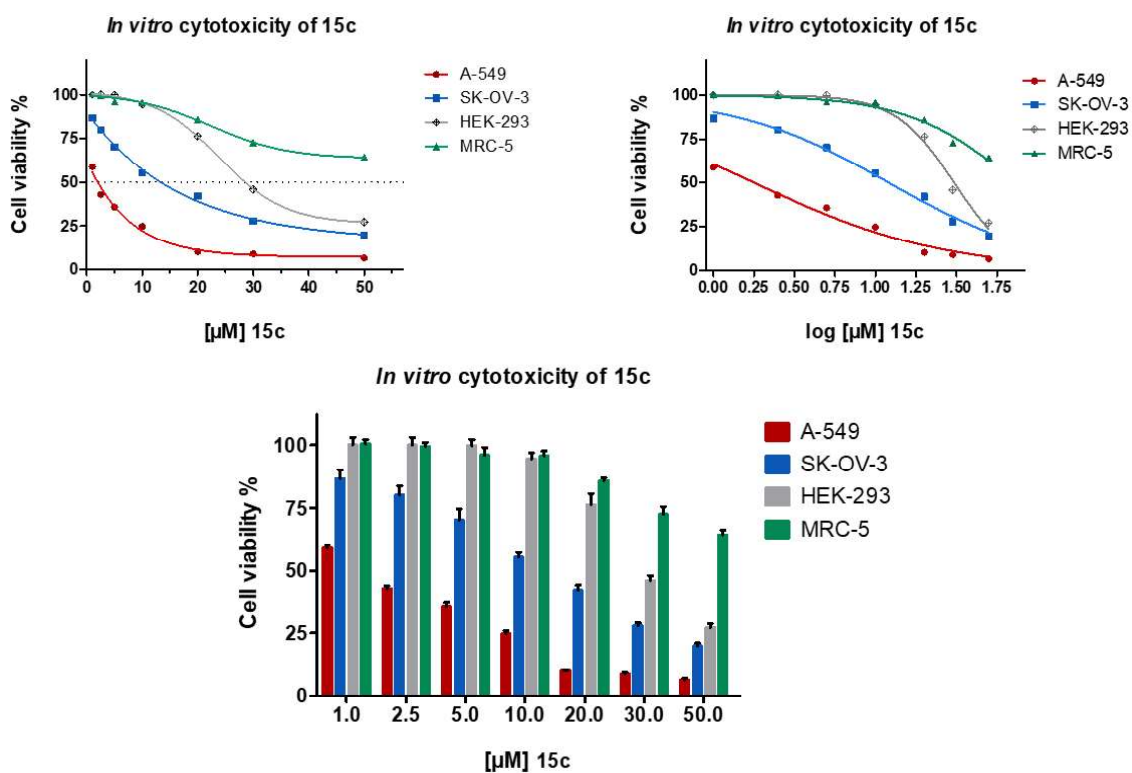 In vitro cytotoxicity of 15c
Cell viability %
100
75
50
25
0
0 10 20 30 40 50
[µM] 15c
A-549
SK-OV-3
HEK-293
MRC-5
In vitro cytotoxicity of 15c
Cell viability %
100
75
50
25
0
0.00 0.25 0.50 0.75 1.00 1.25 1.50 1.75
log [µM] 15c
A-549
SK-OV-3
HEK-293
MRC-5
In vitro cytotoxicity of 15c
Cell viability %
100
75
50
25
0
1.0 2.5 5.0 10.0 20.0 30.0 50.0
[µM] 15c
A-549
SK-OV-3
HEK-293
MRC-5